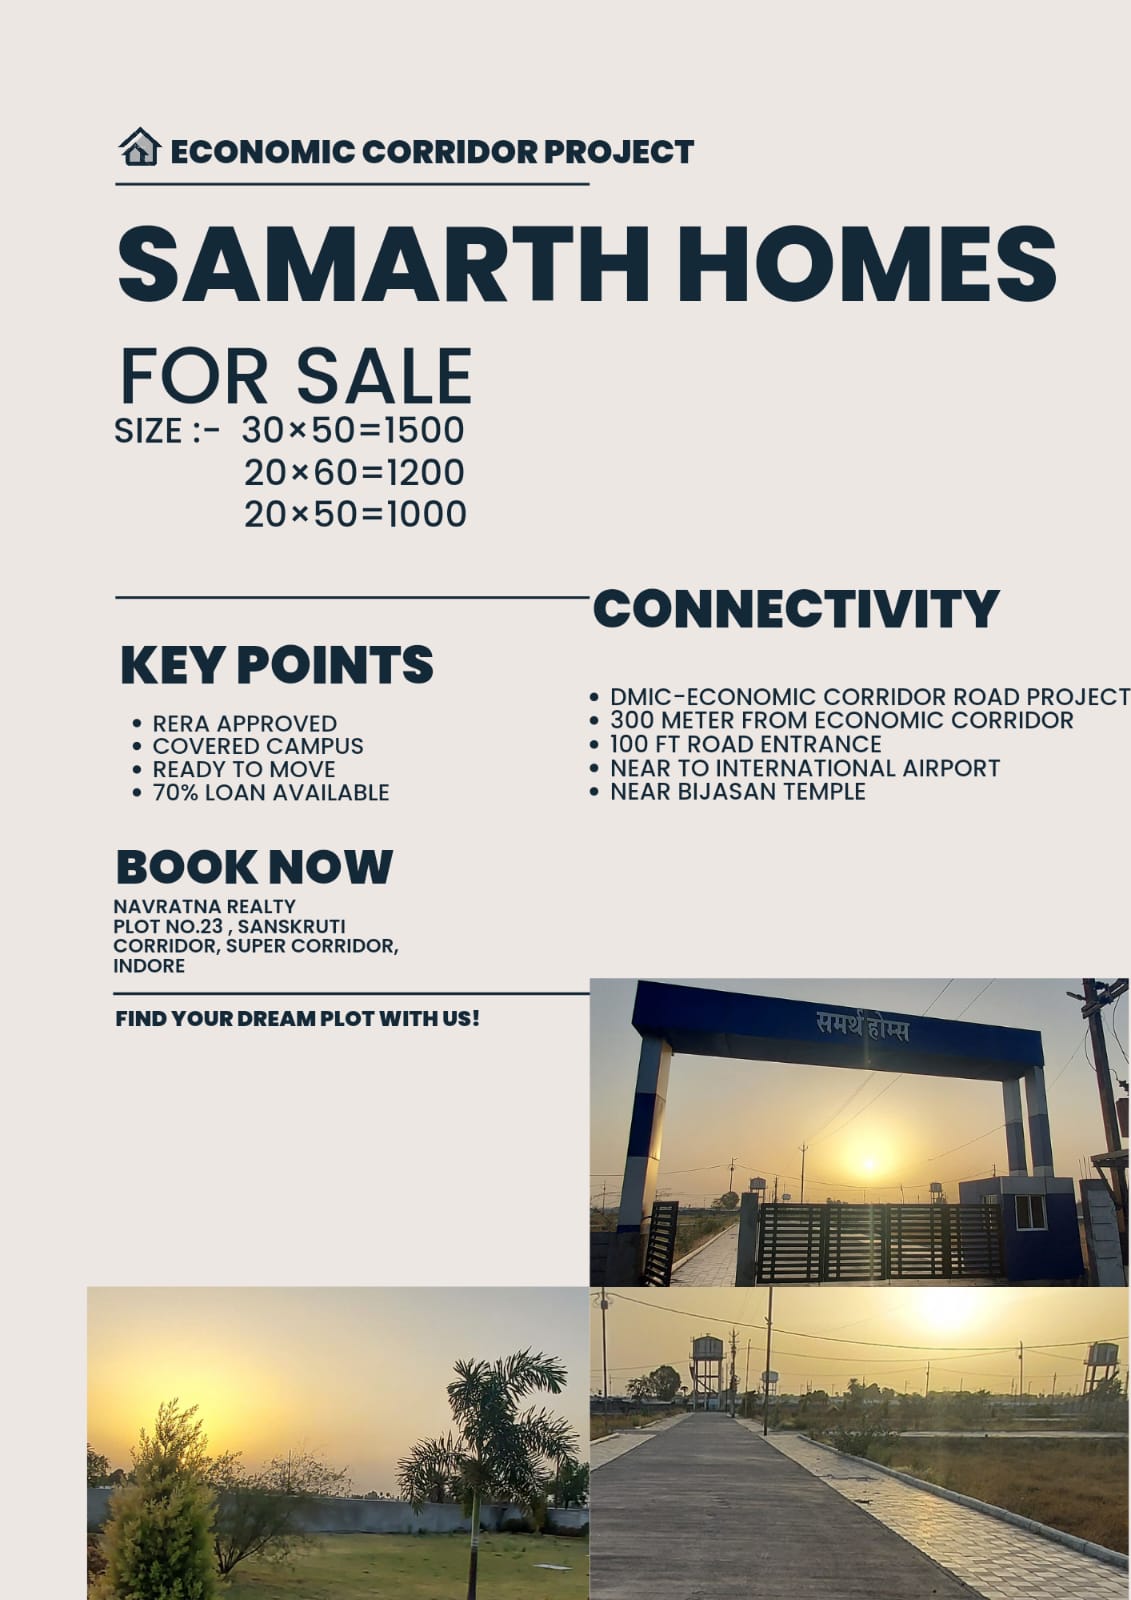 ECONOMIC CORRIDOR PROJECT
SAMARTH HOMES
FOR SALE
SIZE :- 30×50=1500
20×60=1200
20×50=1000
KEY POINTS
• RERA APPROVED
• COVERED CAMPUS
• READY TO MOVE
• 70% LOAN AVAILABLE
CONNECTIVITY
• DMIC-ECONOMIC CORRIDOR ROAD PROJECT
• 300 METER FROM ECONOMIC CORRIDOR
• 100 FT ROAD ENTRANCE
• NEAR TO INTERNATIONAL AIRPORT
• NEAR BIJASAN TEMPLE
BOOK NOW
NAVRATNA REALTY
PLOT NO.23 , SANSKRUTI
CORRIDOR, SUPER CORRIDOR,
INDORE
FIND YOUR DREAM PLOT WITH US!
समर्थ होम्स